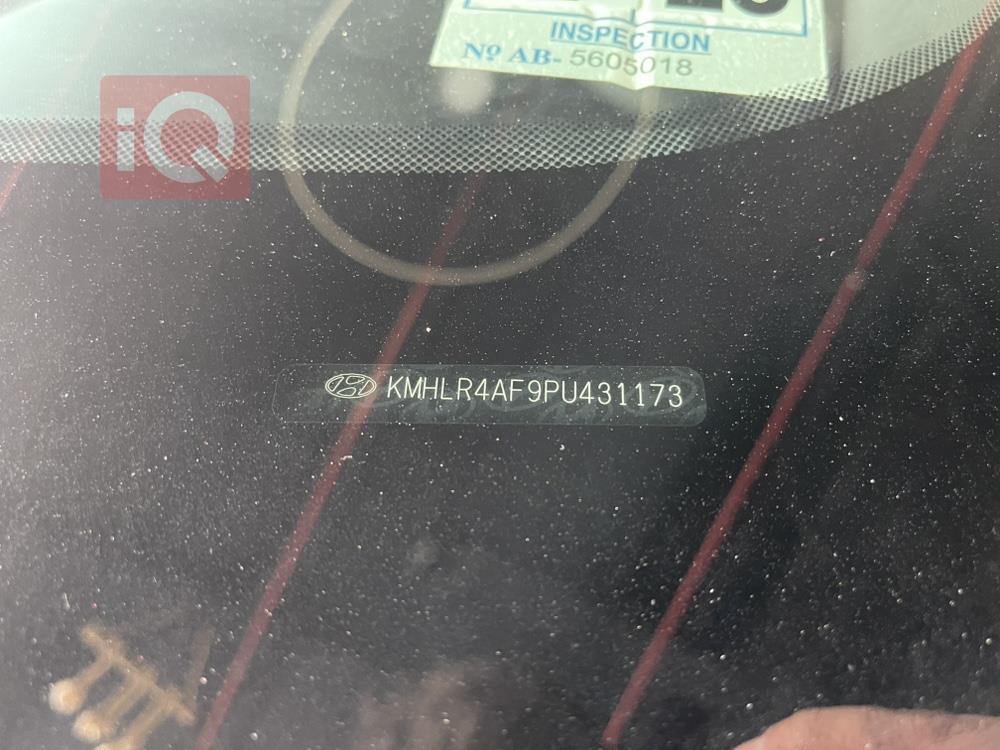 INSPECTION
Nº AB- 5605018
iQ
KMHLR4AF9PU431173